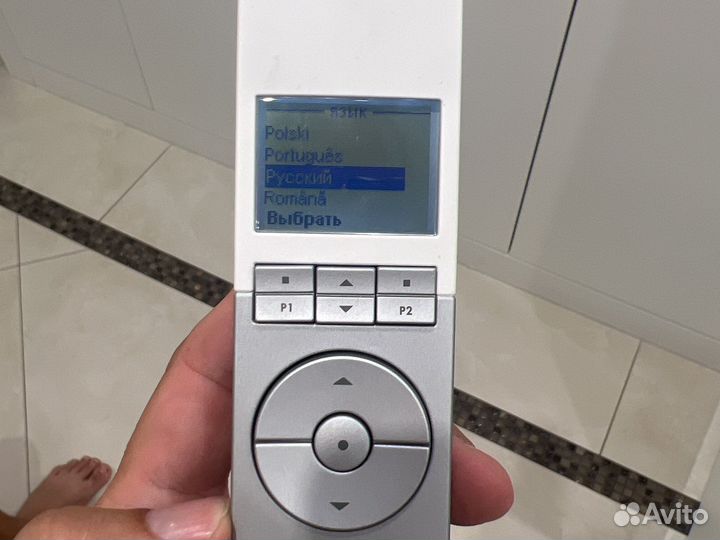 язык
Polski
Português
Русский
Română
Выбрать
P1
P2
Avito